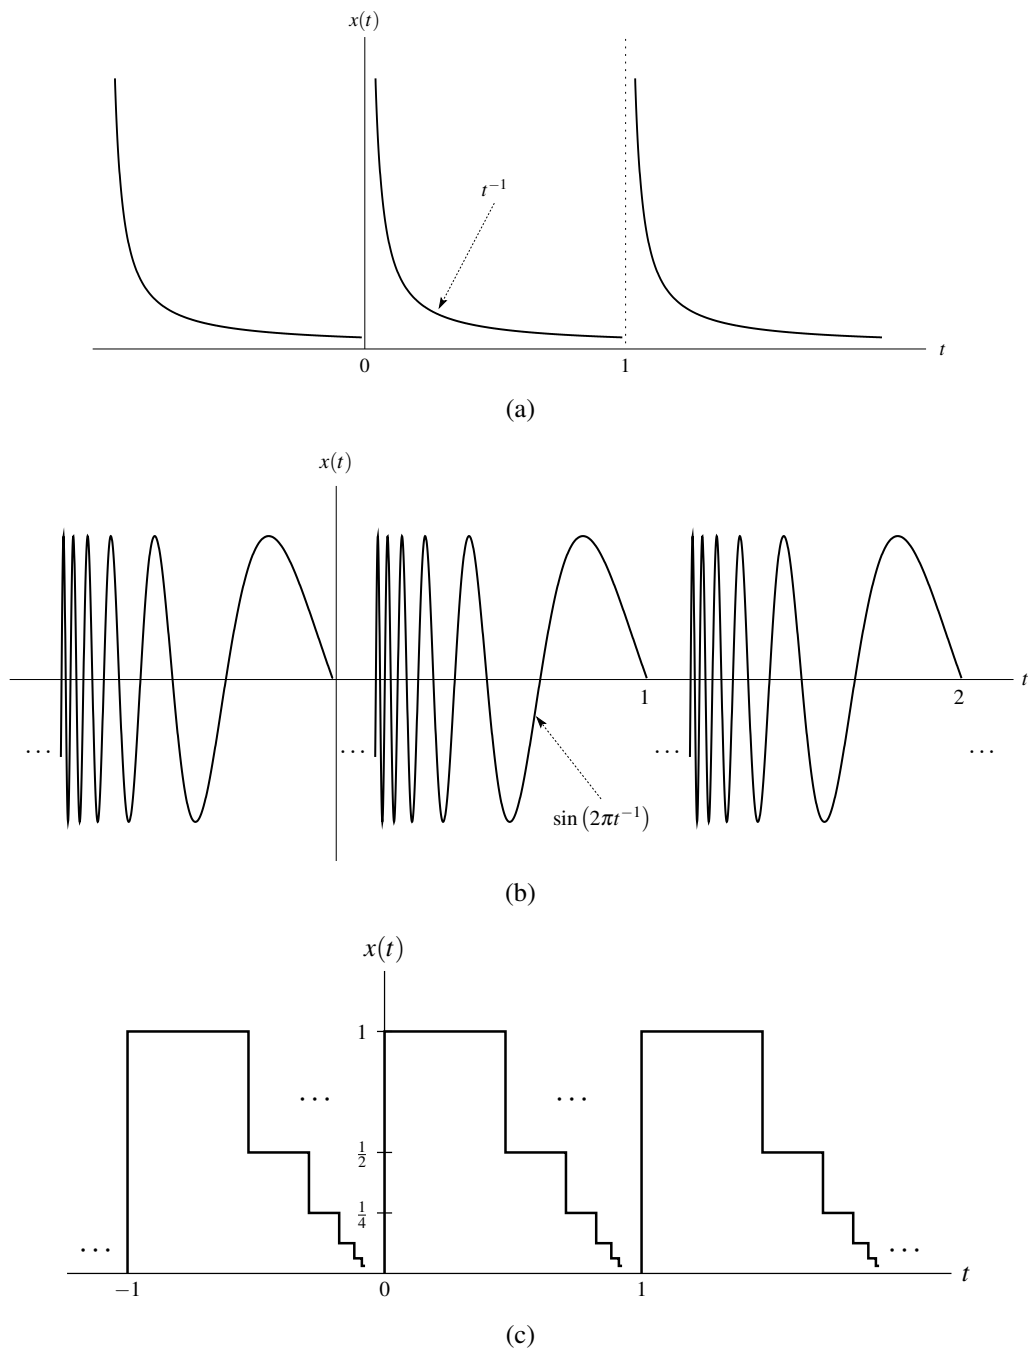 x(t)
t⁻¹
t
0
1
(a)
x(t)
1
2
t
... ... ... ...
sin (2πt⁻¹)
(b)
x(t)
1
... ...
1/2
1/4
... ...
−1
0
1
t
(c)